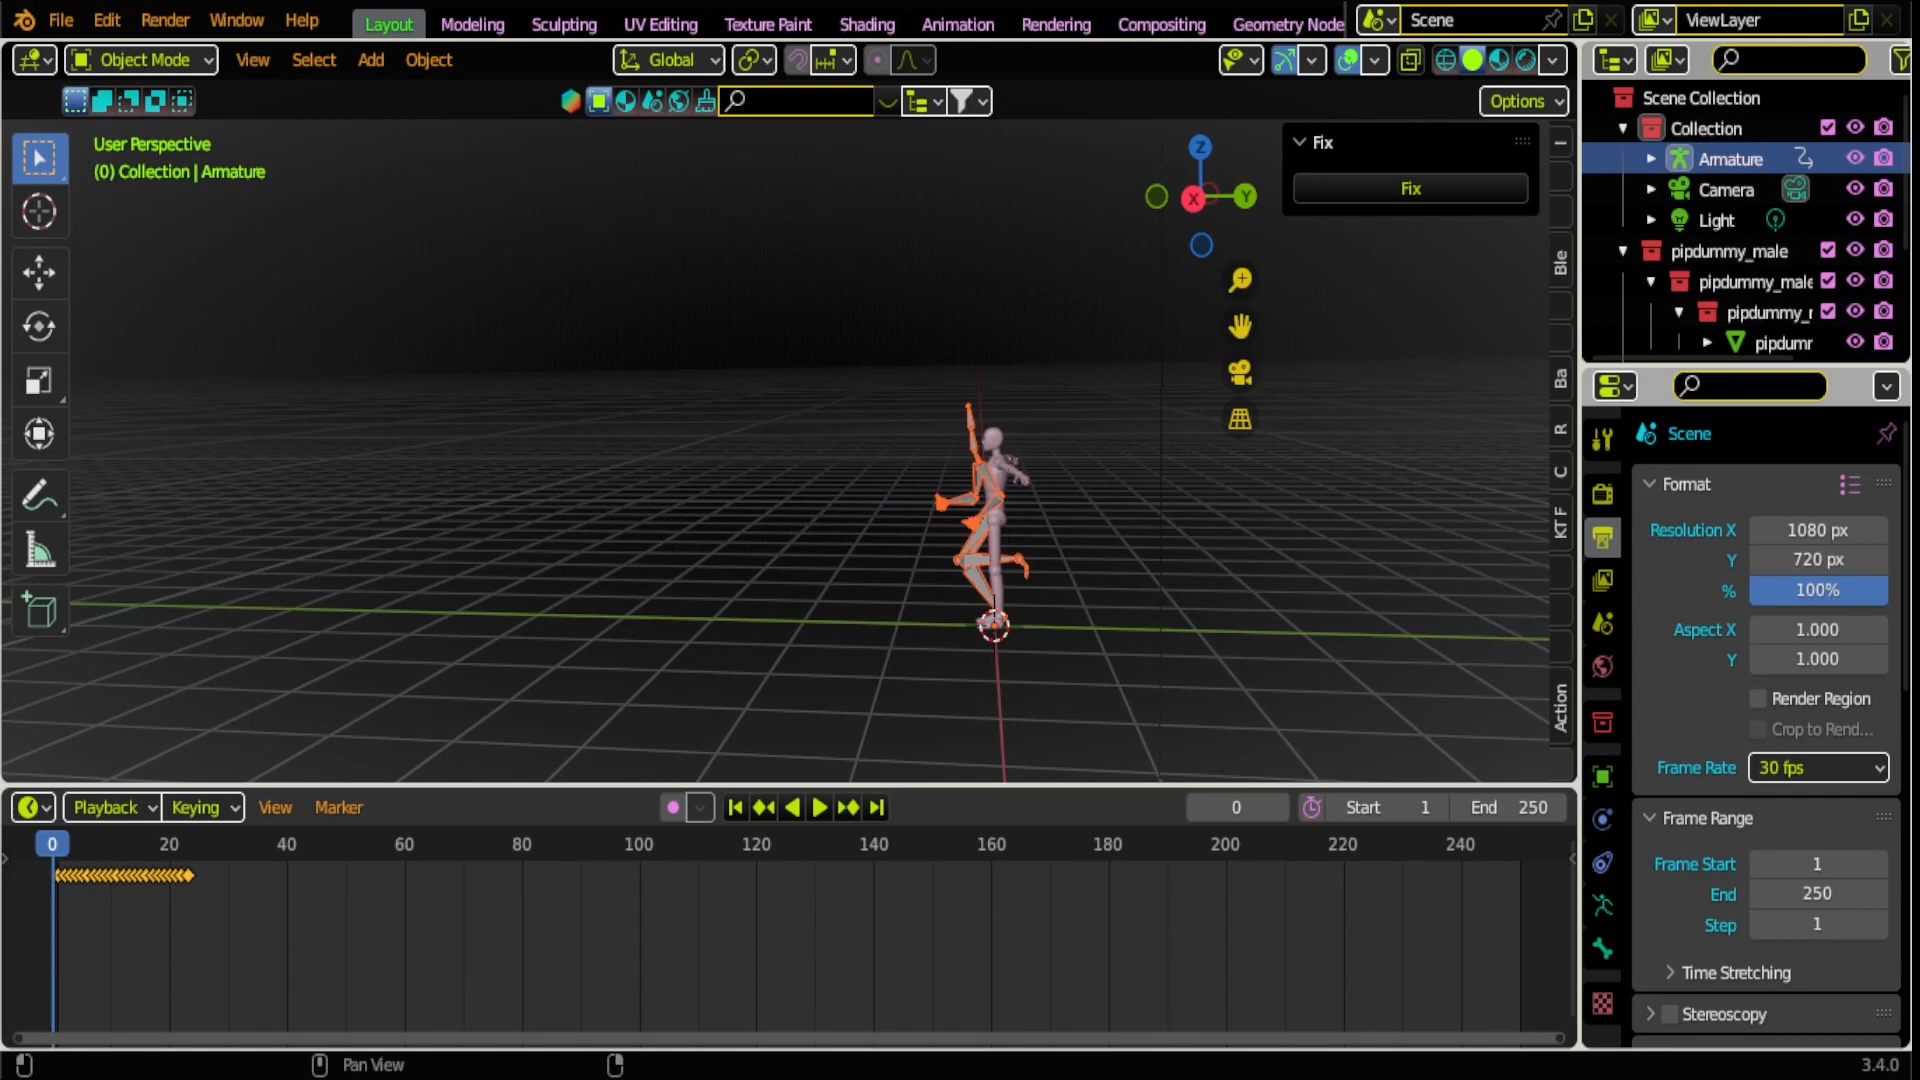 File Edit Render Window Help Layout Modeling Sculpting UV Editing Texture Paint Shading Animation Rendering Compositing Geometry Node Scene ViewLayer
Object Mode View Select Add Object Global
Options
User Perspective
(0) Collection | Armature
Z
X
Y
Fix
Fix
Ble
Ba
R
C
KT F
Action
Scene Collection
Collection
Armature
Camera
Light
pipdummy_male
pipdummy_male
pipdummy_r
pipdumr
Scene
Format
Resolution X 1080 px
Y 720 px
% 100%
Aspect X 1.000
Y 1.000
Render Region
Crop to Rend...
Frame Rate 30 fps
Frame Range
Frame Start 1
End 250
Step 1
Time Stretching
Stereoscopy
Playback Keying View Marker 0 Start 1 End 250
0 20 40 60 80 100 120 140 160 180 200 220 240
Pan View 3.4.0